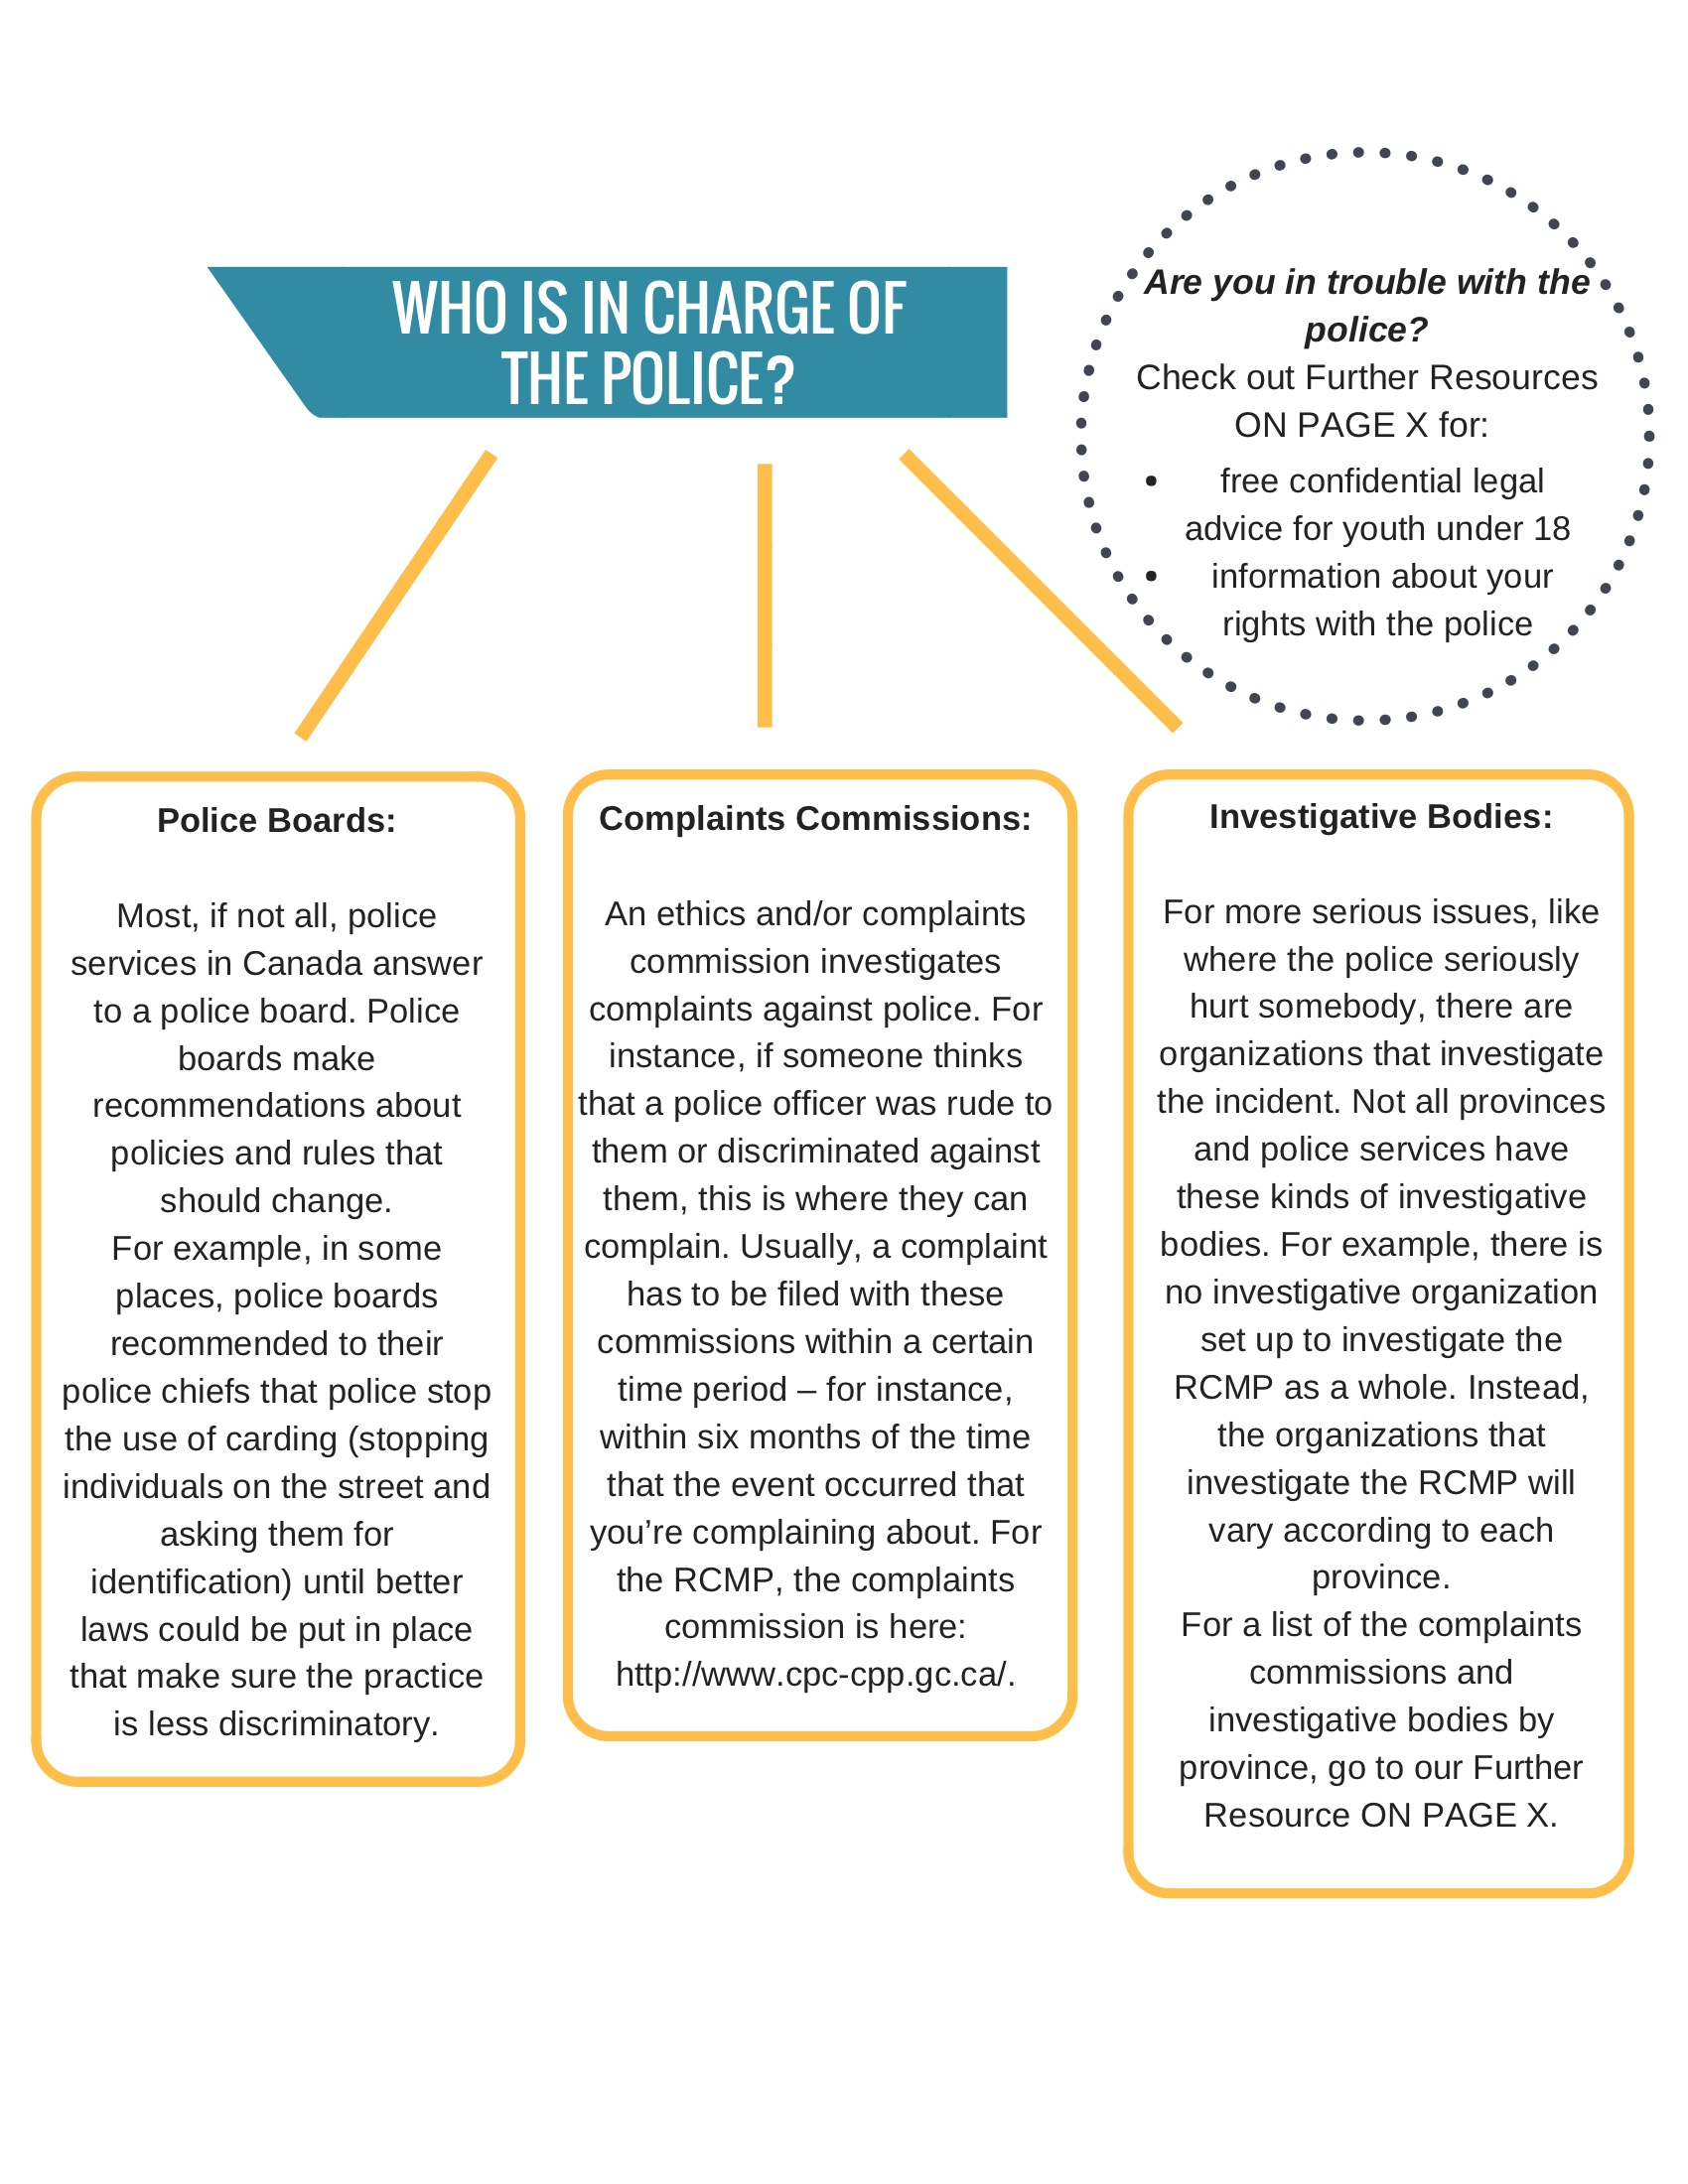 WHO IS IN CHARGE OF
THE POLICE?
Are you in trouble with the
police?
Check out Further Resources
ON PAGE X for:
• free confidential legal
advice for youth under 18
• information about your
rights with the police
Police Boards:
Most, if not all, police
services in Canada answer
to a police board. Police
boards make
recommendations about
policies and rules that
should change.
For example, in some
places, police boards
recommended to their
police chiefs that police stop
the use of carding (stopping
individuals on the street and
asking them for
identification) until better
laws could be put in place
that make sure the practice
is less discriminatory.
Complaints Commissions:
An ethics and/or complaints
commission investigates
complaints against police. For
instance, if someone thinks
that a police officer was rude to
them or discriminated against
them, this is where they can
complain. Usually, a complaint
has to be filed with these
commissions within a certain
time period – for instance,
within six months of the time
that the event occurred that
you’re complaining about. For
the RCMP, the complaints
commission is here:
http://www.cpc-cpp.gc.ca/.
Investigative Bodies:
For more serious issues, like
where the police seriously
hurt somebody, there are
organizations that investigate
the incident. Not all provinces
and police services have
these kinds of investigative
bodies. For example, there is
no investigative organization
set up to investigate the
RCMP as a whole. Instead,
the organizations that
investigate the RCMP will
vary according to each
province.
For a list of the complaints
commissions and
investigative bodies by
province, go to our Further
Resource ON PAGE X.